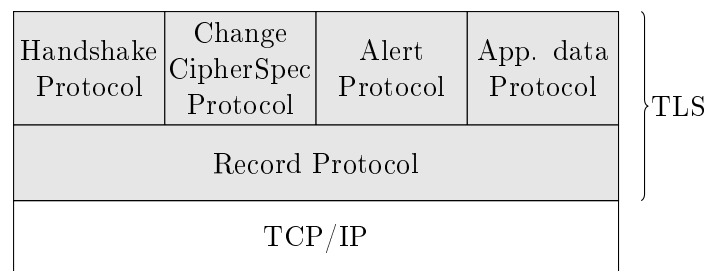 Handshake
Protocol
Change
CipherSpec
Protocol
Alert
Protocol
App. data
Protocol
TLS
Record Protocol
TCP/IP